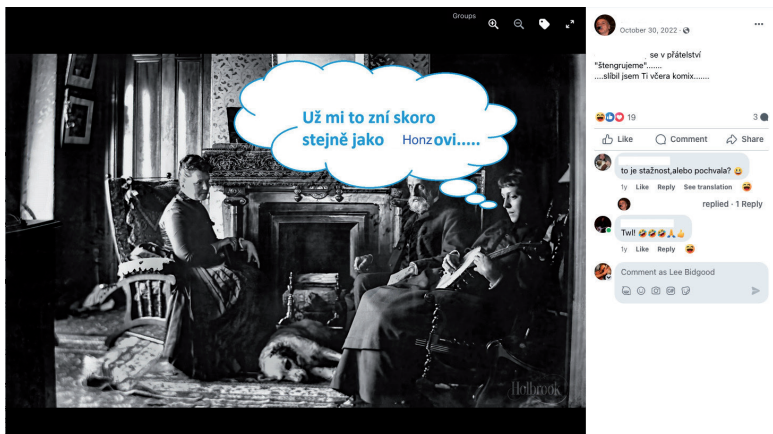 Groups
Už mi to zní skoro
stejně jako Honzovi.....
Holbrook
October 30, 2022 ·
se v přátelství
"štengrujeme".......
....slíbil jsem Ti včera komix.......
19
3
Like Comment Share
to je stažnost,alebo pochvala? 😃
1y Like Reply See translation
replied · 1 Reply
Twl! 🤣🤣🤣🙏👍
1y Like Reply
Comment as Lee Bidgood
GIF